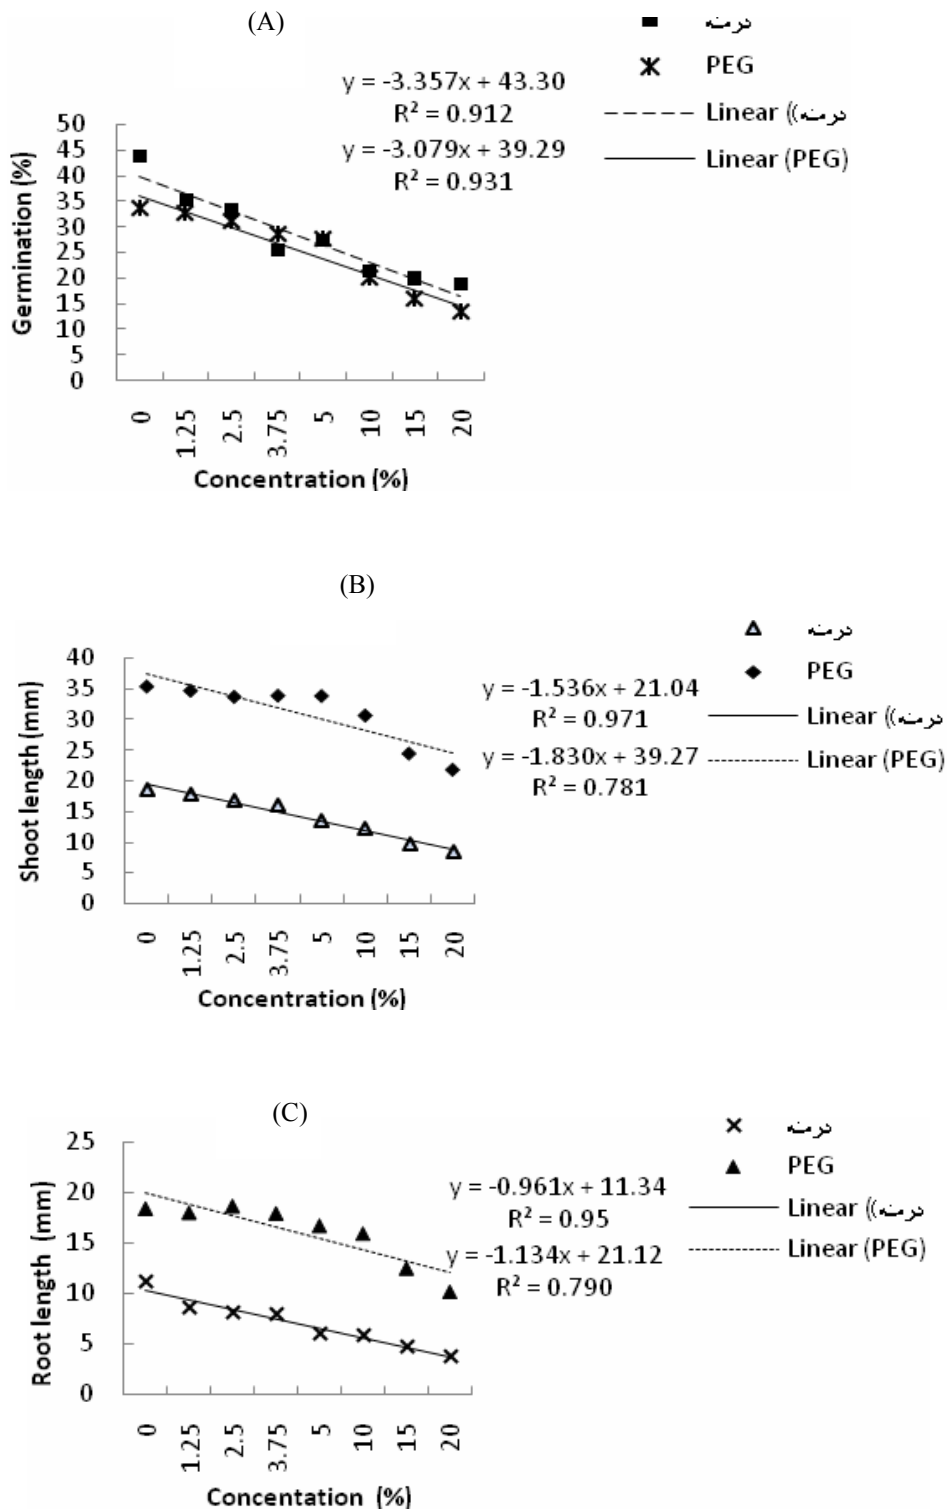 (A)
درمنه
PEG
Linear ((درمنه
Linear (PEG)
y = -3.357x + 43.30
R² = 0.912
y = -3.079x + 39.29
R² = 0.931
Germination (%)
50
45
40
35
30
25
20
15
10
5
0
0 1.25 2.5 3.75 5 10 15 20
Concentration (%)
(B)
درمنه
PEG
Linear ((درمنه
Linear (PEG)
y = -1.536x + 21.04
R² = 0.971
y = -1.830x + 39.27
R² = 0.781
Shoot length (mm)
40
35
30
25
20
15
10
5
0
0 1.25 2.5 3.75 5 10 15 20
Concentration (%)
(C)
درمنه
PEG
Linear ((درمنه
Linear (PEG)
y = -0.961x + 11.34
R² = 0.95
y = -1.134x + 21.12
R² = 0.790
Root length (mm)
25
20
15
10
5
0
0 1.25 2.5 3.75 5 10 15 20
Concentation (%)